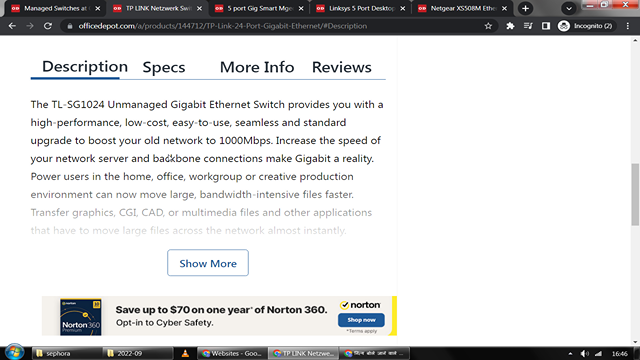 Managed Switches at
TP LINK Netzwerk Swit
5 port Gig Smart Mge
Linksys 5 Port Desktop
Netgear XS508M Ether
officedepot.com/a/products/144712/TP-Link-24-Port-Gigabit-Ethernet/#Description
Incognito (2)
Description
Specs
More Info
Reviews
The TL-SG1024 Unmanaged Gigabit Ethernet Switch provides you with a
high-performance, low-cost, easy-to-use, seamless and standard
upgrade to boost your old network to 1000Mbps. Increase the speed of
your network server and backbone connections make Gigabit a reality.
Power users in the home, office, workgroup or creative production
environment can now move large, bandwidth-intensive files faster.
Transfer graphics, CGI, CAD, or multimedia files and other applications
that have to move large files across the network almost instantly.
Show More
Norton 360
Premium
Save up to $70 on one year* of Norton 360.
Opt-in to Cyber Safety.
norton
Shop now
*Terms apply.
sephora
2022-09
Websites - Goo...
TP LINK Netzwe...
16:46